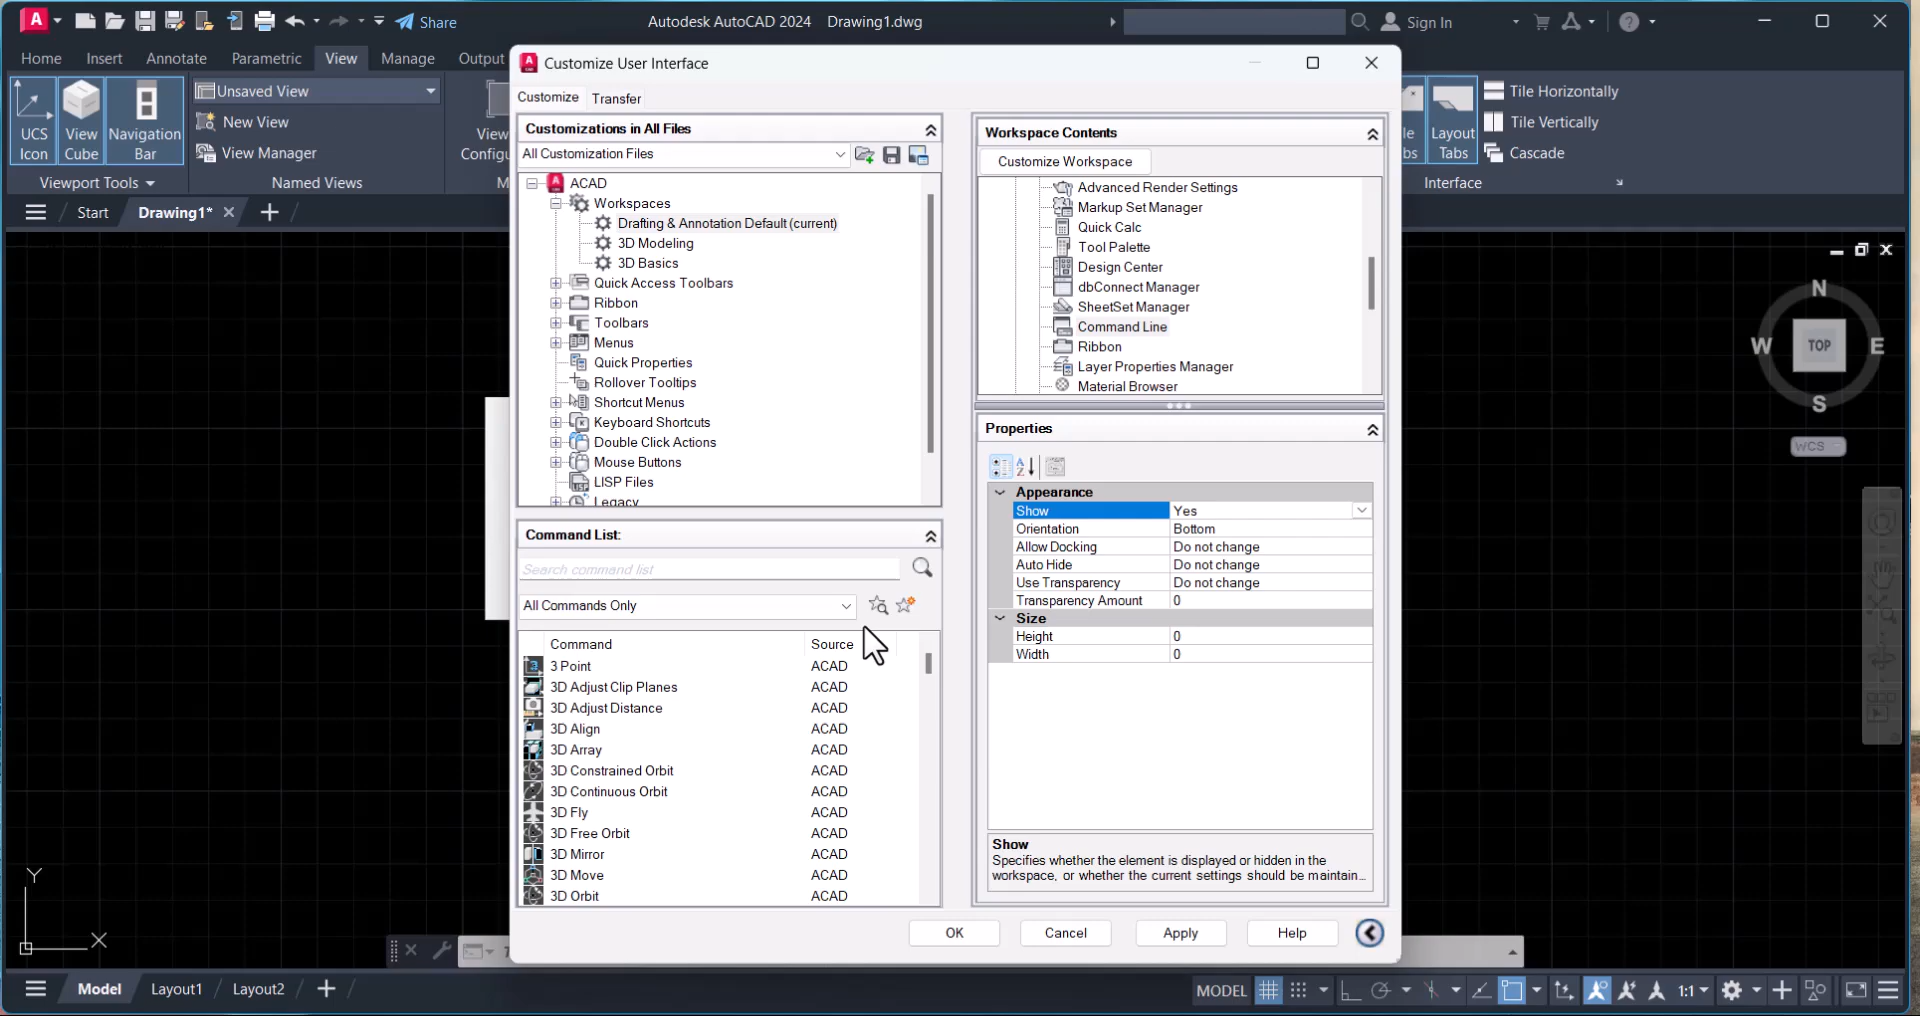 A
Share
Autodesk AutoCAD 2024 Drawing1.dwg
Sign In
Home Insert Annotate Parametric View Manage Output
UCS Icon
View Cube
Navigation Bar
Viewport Tools
Unsaved View
New View
View Manager
Named Views
View
Configu
Layout Tabs
Tile Horizontally
Tile Vertically
Cascade
Interface
Start Drawing1*
Customize User Interface
Customize Transfer
Customizations in All Files
All Customization Files
ACAD
Workspaces
Drafting & Annotation Default (current)
3D Modeling
3D Basics
Quick Access Toolbars
Ribbon
Toolbars
Menus
Quick Properties
Rollover Tooltips
Shortcut Menus
Keyboard Shortcuts
Double Click Actions
Mouse Buttons
LISP Files
Legacy
Command List:
Search command list
All Commands Only
Command Source
3 Point ACAD
3D Adjust Clip Planes ACAD
3D Adjust Distance ACAD
3D Align ACAD
3D Array ACAD
3D Constrained Orbit ACAD
3D Continuous Orbit ACAD
3D Fly ACAD
3D Free Orbit ACAD
3D Mirror ACAD
3D Move ACAD
3D Orbit ACAD
Workspace Contents
Customize Workspace
Advanced Render Settings
Markup Set Manager
Quick Calc
Tool Palette
Design Center
dbConnect Manager
SheetSet Manager
Command Line
Ribbon
Layer Properties Manager
Material Browser
Properties
Appearance
Show Yes
Orientation Bottom
Allow Docking Do not change
Auto Hide Do not change
Use Transparency Do not change
Transparency Amount 0
Size
Height 0
Width 0
Show
Specifies whether the element is displayed or hidden in the
workspace, or whether the current settings should be maintain...
OK Cancel Apply Help
N
W TOP E
S
WCS
Y
X
Model Layout1 Layout2
MODEL
1:1